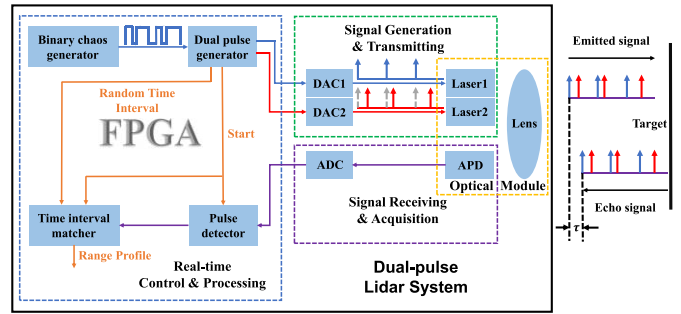 Binary chaos
generator
Dual pulse
generator
Random Time
Interval
FPGA
Start
Time interval
matcher
Pulse
detector
Range Profile
Real-time
Control & Processing
Signal Generation
& Transmitting
DAC1
DAC2
Laser1
Laser2
Lens
ADC
APD
Optical Module
Signal Receiving
& Acquisition
Dual-pulse
Lidar System
Emitted signal
Target
Echo signal
τ